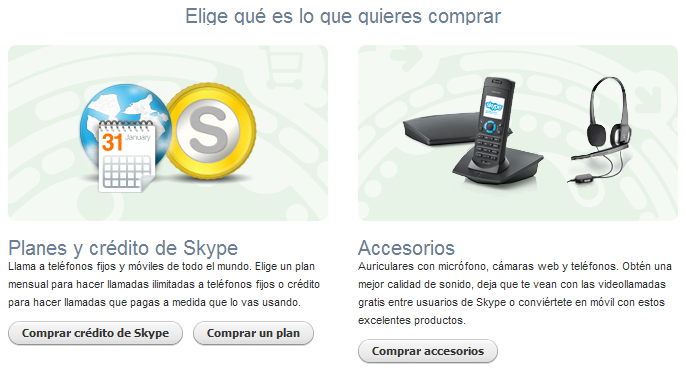 Elige qué es lo que quieres comprar
31 January
S
skype
Planes y crédito de Skype
Llama a teléfonos fijos y móviles de todo el mundo. Elige un plan
mensual para hacer llamadas ilimitadas a teléfonos fijos o crédito
para hacer llamadas que pagas a medida que lo vas usando.
Comprar crédito de Skype
Comprar un plan
Accesorios
Auriculares con micrófono, cámaras web y teléfonos. Obtén una
mejor calidad de sonido, deja que te vean con las videollamadas
gratis entre usuarios de Skype o conviértete en móvil con estos
excelentes productos.
Comprar accesorios